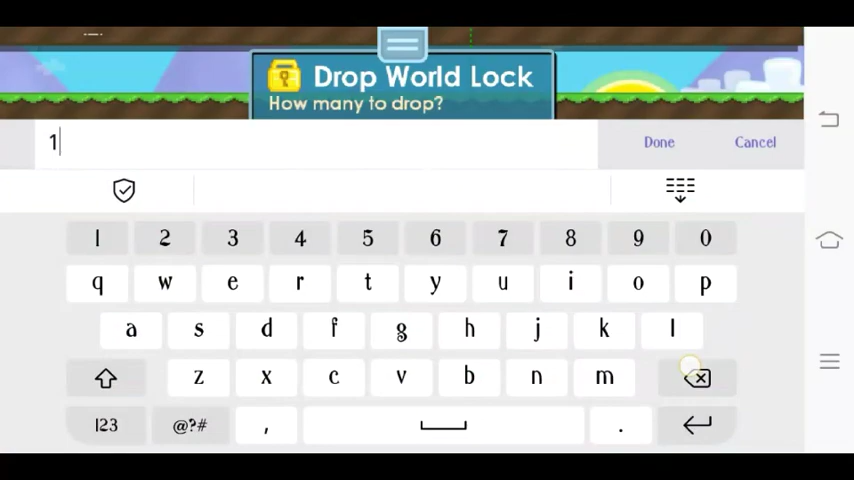 Drop World Lock
How many to drop?
1
Done Cancel
1 2 3 4 5 6 7 8 9 0
q w e r t y u i o p
a s d f g h j k l
z x c v b n m
123 @?# , .